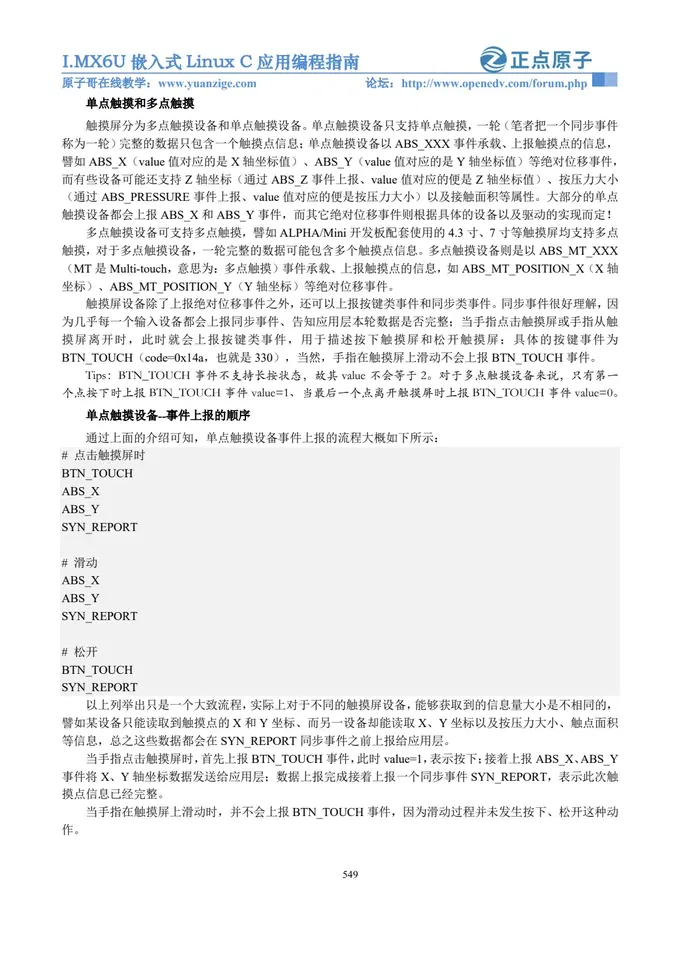 I.MX6U 嵌入式 Linux C 应用编程指南
正点原子
原子哥在线教学：www.yuanzige.com 论坛：http://www.openedv.com/forum.php
单点触摸和多点触摸
触摸屏分为多点触摸设备和单点触摸设备。单点触摸设备只支持单点触摸，一轮（笔者把一个同步事件
称为一轮）完整的数据只包含一个触摸点信息；单点触摸设备以 ABS_XXX 事件承载、上报触摸点的信息，
譬如 ABS_X（value 值对应的是 X 轴坐标值）、ABS_Y（value 值对应的是 Y 轴坐标值）等绝对位移事件，
而有些设备可能还支持 Z 轴坐标（通过 ABS_Z 事件上报、value 值对应的便是 Z 轴坐标值）、按压力大小
（通过 ABS_PRESSURE 事件上报、value 值对应的便是按压力大小）以及接触面积等属性。大部分的单点
触摸设备都会上报 ABS_X 和 ABS_Y 事件，而其它绝对位移事件则根据具体的设备以及驱动的实现而定！
多点触摸设备可支持多点触摸，譬如 ALPHA/Mini 开发板配套使用的 4.3 寸、7 寸等触摸屏均支持多点
触摸，对于多点触摸设备，一轮完整的数据可能包含多个触摸点信息。多点触摸设备则是以 ABS_MT_XXX
（MT 是 Multi-touch，意思为：多点触摸）事件承载、上报触摸点的信息，如 ABS_MT_POSITION_X（X 轴
坐标）、ABS_MT_POSITION_Y（Y 轴坐标）等绝对位移事件。
触摸屏设备除了上报绝对位移事件之外，还可以上报按键类事件和同步类事件。同步事件很好理解，因
为几乎每一个输入设备都会上报同步事件、告知应用层本轮数据是否完整；当手指点击触摸屏或手指从触
摸屏离开时，此时就会上报按键类事件，用于描述按下触摸屏和松开触摸屏；具体的按键事件为
BTN_TOUCH（code=0x14a，也就是 330），当然，手指在触摸屏上滑动不会上报 BTN_TOUCH 事件。
Tips：BTN_TOUCH 事件不支持长按状态，故其 value 不会等于 2。对于多点触摸设备来说，只有第一
个点按下时上报 BTN_TOUCH 事件 value=1、当最后一个点离开触摸屏时上报 BTN_TOUCH 事件 value=0。
单点触摸设备--事件上报的顺序
通过上面的介绍可知，单点触摸设备事件上报的流程大概如下所示：
# 点击触摸屏时
BTN_TOUCH
ABS_X
ABS_Y
SYN_REPORT
# 滑动
ABS_X
ABS_Y
SYN_REPORT
# 松开
BTN_TOUCH
SYN_REPORT
以上列举出只是一个大致流程，实际上对于不同的触摸屏设备，能够获取到的信息量大小是不相同的，
譬如某设备只能读取到触摸点的 X 和 Y 坐标、而另一设备却能读取 X、Y 坐标以及按压力大小、触点面积
等信息，总之这些数据都会在 SYN_REPORT 同步事件之前上报给应用层。
当手指点击触摸屏时，首先上报 BTN_TOUCH 事件，此时 value=1，表示按下；接着上报 ABS_X、ABS_Y
事件将 X、Y 轴坐标数据发送给应用层；数据上报完成接着上报一个同步事件 SYN_REPORT，表示此次触
摸点信息已经完整。
当手指在触摸屏上滑动时，并不会上报 BTN_TOUCH 事件，因为滑动过程并未发生按下、松开这种动
作。
549